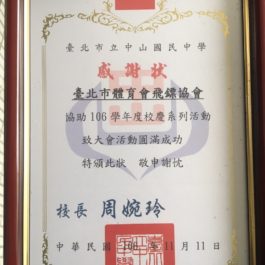 臺北市立中山國民中學
感謝狀
臺北市體育會飛鏢協會
協助106學年度校慶系列活動
致大會活動圓滿成功
特頒此狀 敬申謝忱
校長 周婉玲
中華民國 106 年 11 月 11 日